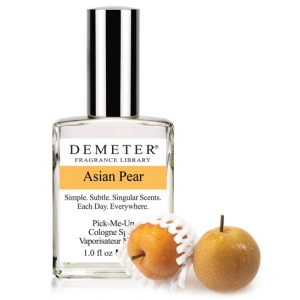 DEMETER®
FRAGRANCE LIBRARY
Asian Pear
Simple. Subtle. Singular Scents.
Each Day. Everywhere.
Pick-Me-Up
Cologne
Vaporisateur
1.0 fl oz